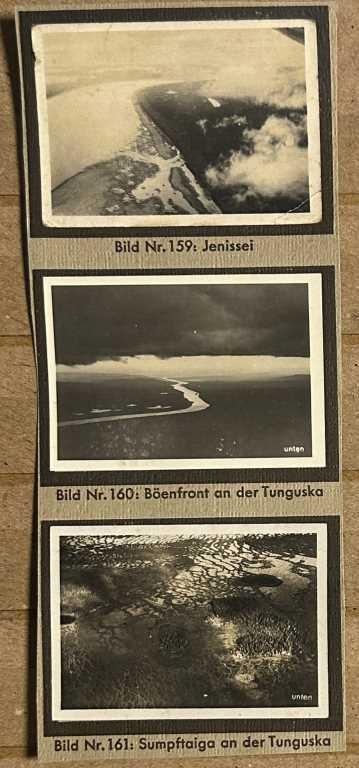 Bild Nr. 159: Jenissei
unten
Bild Nr. 160: Böenfront an der Tunguska
unten
Bild Nr. 161: Sumpftaiga an der Tunguska